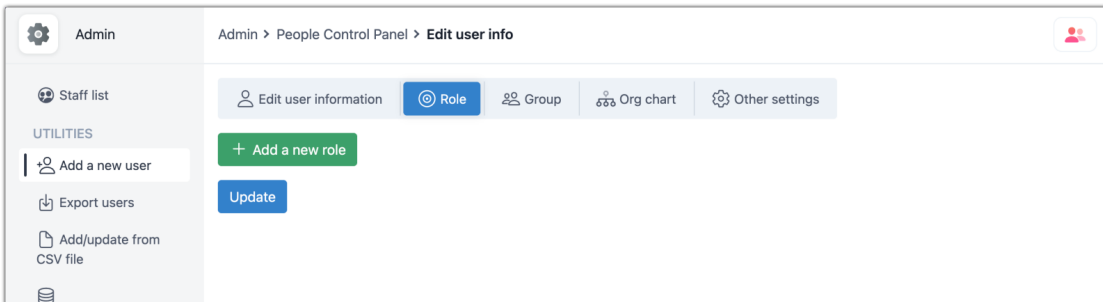 Admin
Admin > People Control Panel > Edit user info
Staff list
Edit user information
Role
Group
Org chart
Other settings
UTILITIES
+ Add a new role
Add a new user
Update
Export users
Add/update from
CSV file